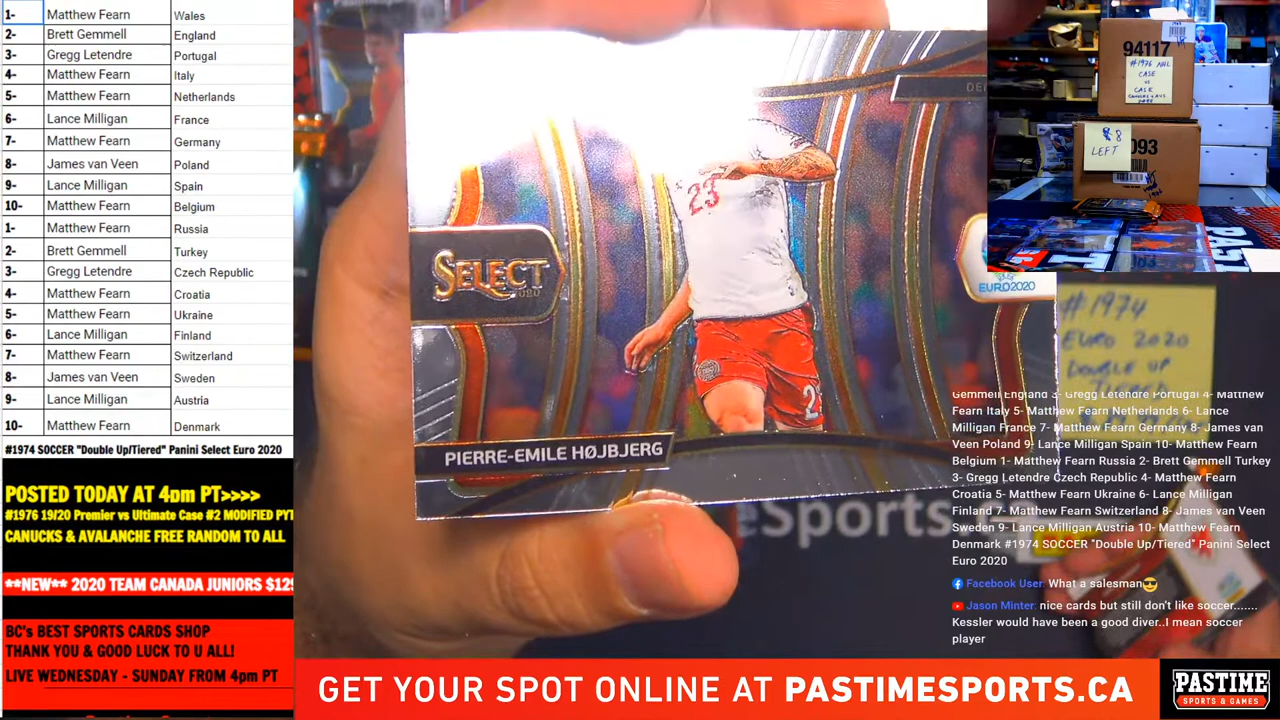 1- Matthew Fearn Wales
2- Brett Gemmell England
3- Gregg Letendre Portugal
4- Matthew Fearn Italy
5- Matthew Fearn Netherlands
6- Lance Milligan France
7- Matthew Fearn Germany
8- James van Veen Poland
9- Lance Milligan Spain
10- Matthew Fearn Belgium
1- Matthew Fearn Russia
2- Brett Gemmell Turkey
3- Gregg Letendre Czech Republic
4- Matthew Fearn Croatia
5- Matthew Fearn Ukraine
6- Lance Milligan Finland
7- Matthew Fearn Switzerland
8- James van Veen Sweden
9- Lance Milligan Austria
10- Matthew Fearn Denmark
#1974 SOCCER "Double Up/Tiered" Panini Select Euro 2020
POSTED TODAY AT 4pm PT>>>>
#1976 19/20 Premier vs Ultimate Case #2 MODIFIED PYT
CANUCKS & AVALANCHE FREE RANDOM TO ALL
**NEW** 2020 TEAM CANADA JUNIORS $129
BC's BEST SPORTS CARDS SHOP
THANK YOU & GOOD LUCK TO U ALL!
LIVE WEDNESDAY - SUNDAY FROM 4pm PT
DE
23
SELECT
2020
EURO2020
2
PIERRE-EMILE HØJBJERG
eSports
94117
#1976 NHL
CASE
VS
CASE
8
LEFT
093
#1974
EURO 2020
DOUBLE UP
TIERED
Gemmell England 3- Gregg Letendre Portugal 4- Matthew
Fearn Italy 5- Matthew Fearn Netherlands 6- Lance
Milligan France 7- Matthew Fearn Germany 8- James van
Veen Poland 9- Lance Milligan Spain 10- Matthew Fearn
Belgium 1- Matthew Fearn Russia 2- Brett Gemmell Turkey
3- Gregg Letendre Czech Republic 4- Matthew Fearn
Croatia 5- Matthew Fearn Ukraine 6- Lance Milligan
Finland 7- Matthew Fearn Switzerland 8- James van Veen
Sweden 9- Lance Milligan Austria 10- Matthew Fearn
Denmark #1974 SOCCER "Double Up/Tiered" Panini Select
Euro 2020
Facebook User: What a salesman😎
Jason Minter: nice cards but still don't like soccer.......
Kessler would have been a good diver..I mean soccer
player
GET YOUR SPOT ONLINE AT PASTIMESPORTS.CA
PASTIME
SPORTS & GAMES